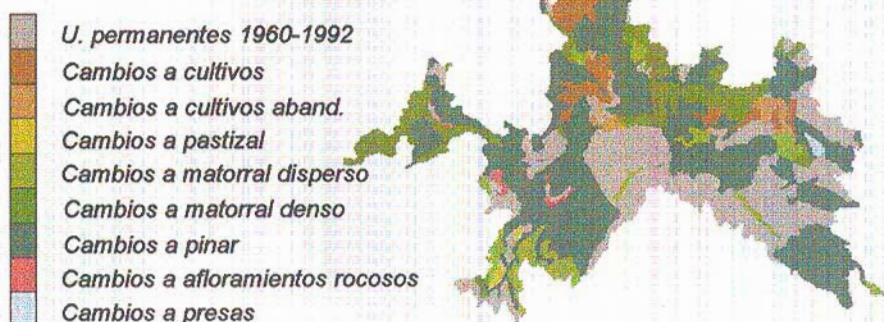 U. permanentes 1960-1992
Cambios a cultivos
Cambios a cultivos aband.
Cambios a pastizal
Cambios a matorral disperso
Cambios a matorral denso
Cambios a pinar
Cambios a afloramientos rocosos
Cambios a presas